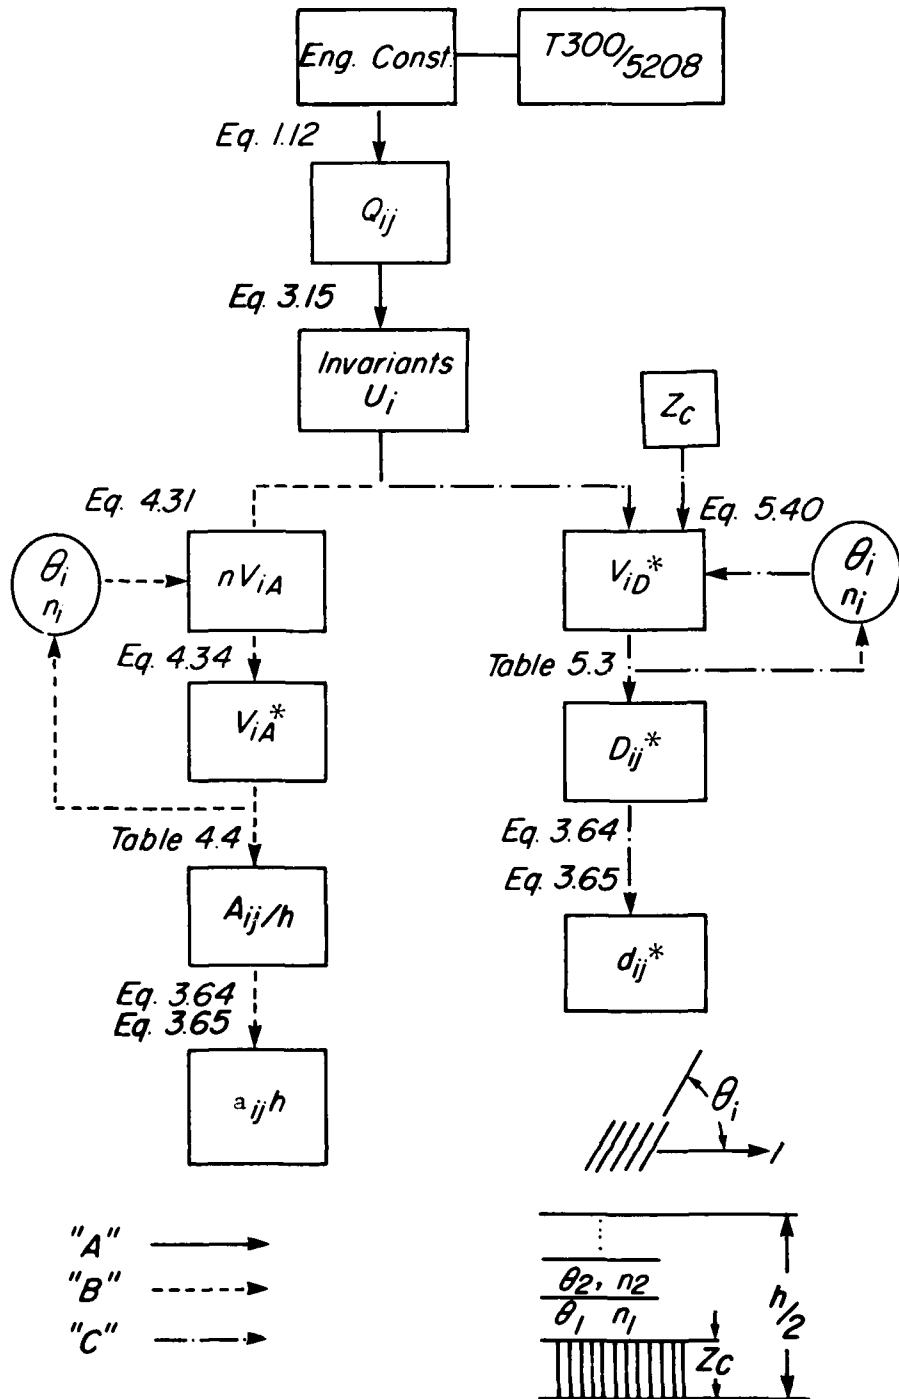 Eng. Const.
T300/5208
Eq. 1.12
Qij
Eq. 3.15
Invariants
Ui
Zc
Eq. 4.31
Eq. 5.40
θi
ni
nViA
ViD*
θi
ni
Eq. 4.34
Table 5.3
ViA*
Dij*
Table 4.4
Eq. 3.64
Eq. 3.65
Aij/h
dij*
Eq. 3.64
Eq. 3.65
aijh
θi
1
"A"
"B"
"C"
θ2, n2
θ1 n1
h/2
Zc